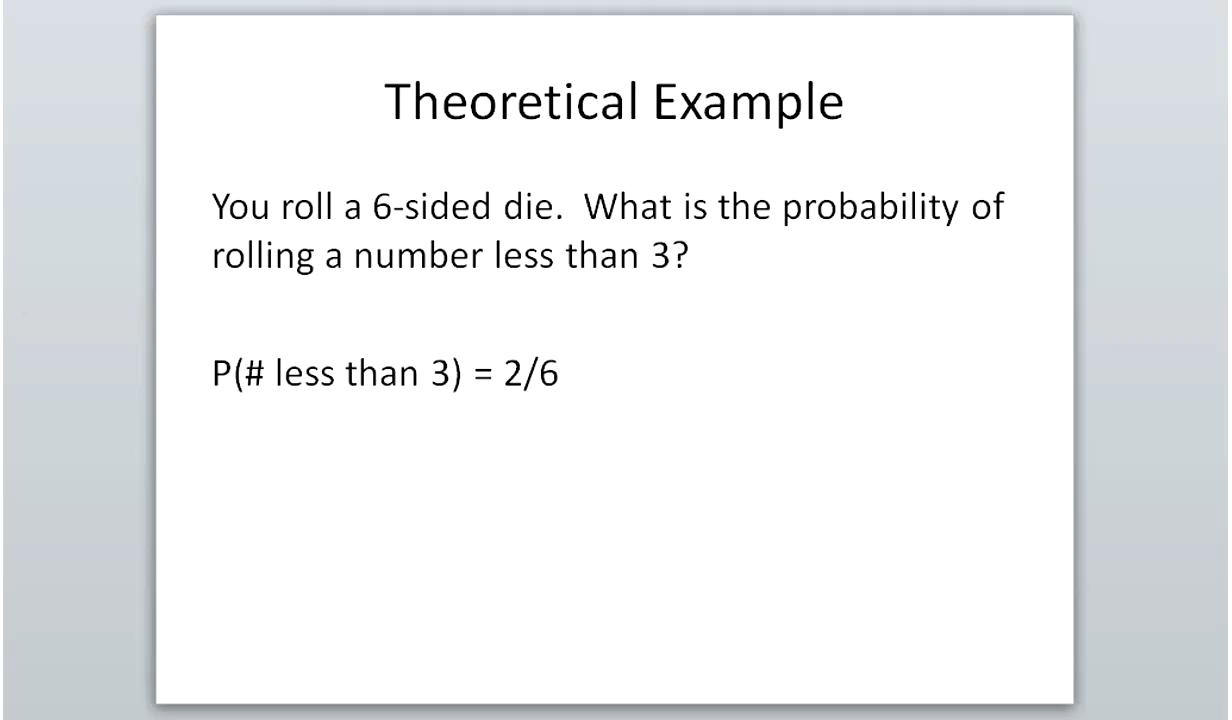 Theoretical Example
You roll a 6-sided die.  What is the probability of
rolling a number less than 3?
P(# less than 3) = 2/6